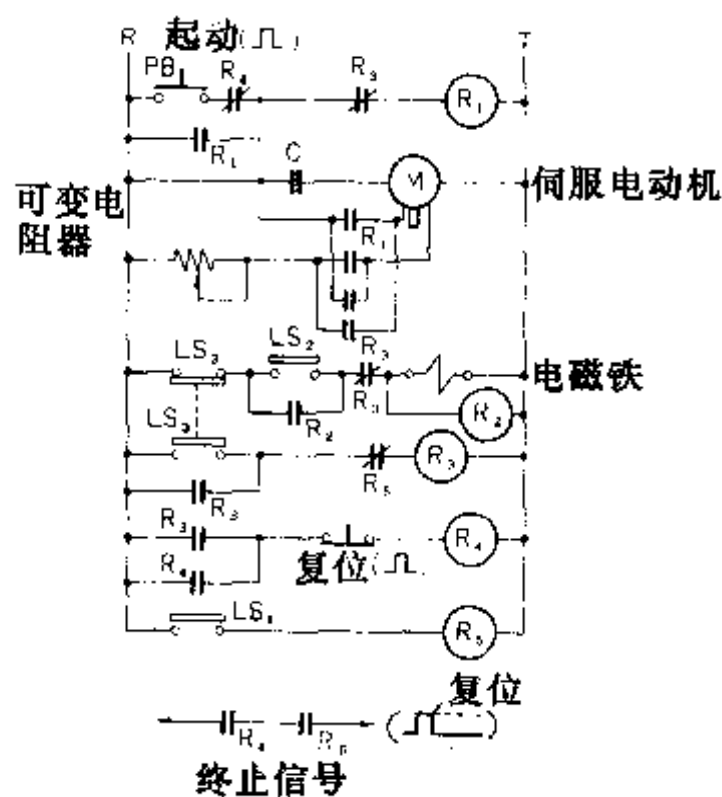 R 起动(⎍) T
PB R₄ R₃ R₁
R₁
C M 伺服电动机
可变电
阻器
R₁
LS₃ LS₂ R₃ 电磁铁
R₂ R₂
LS₃ R₃
R₃ R₅
R₃ R₄
R₄ 复位
LS₁ R₅
复位
R₄
终止信号